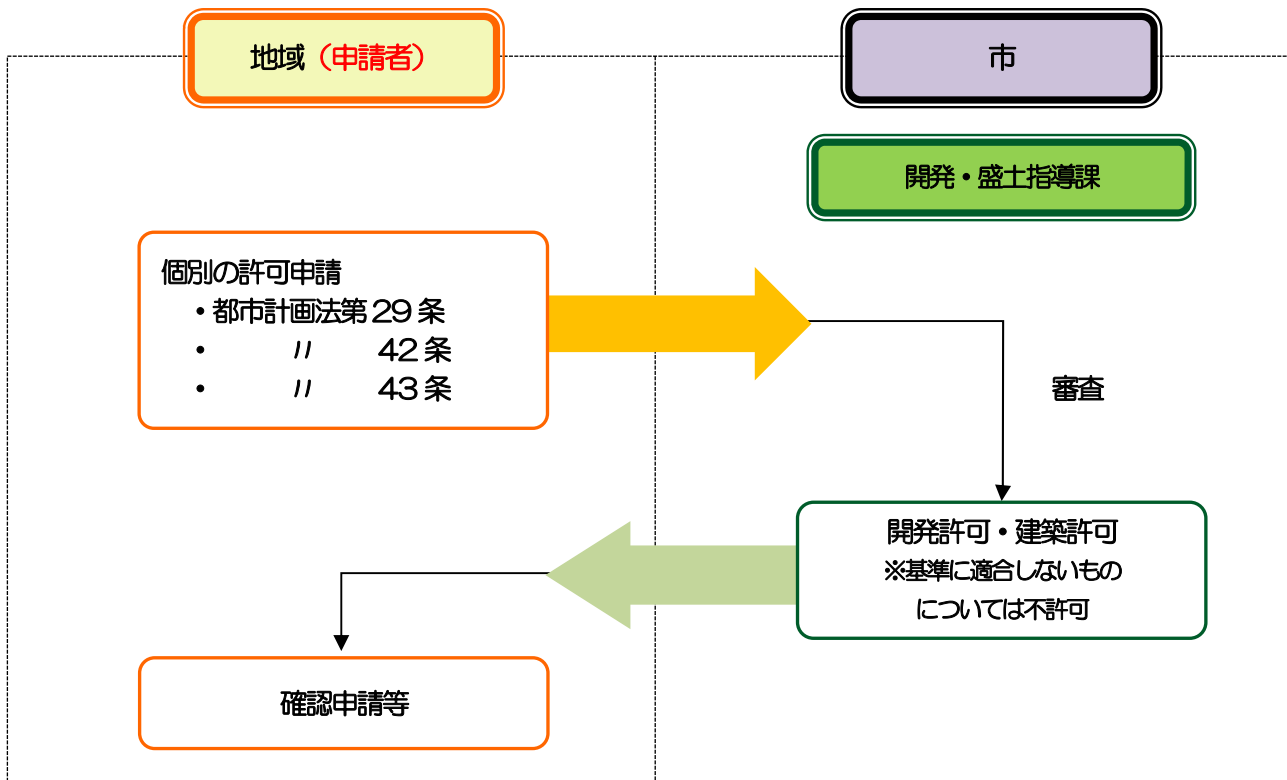 地域（申請者）
市
開発・盛土指導課
個別の許可申請
・都市計画法第29条
・　　　〃　　42条
・　　　〃　　43条
審査
開発許可・建築許可
※基準に適合しないもの
については不許可
確認申請等